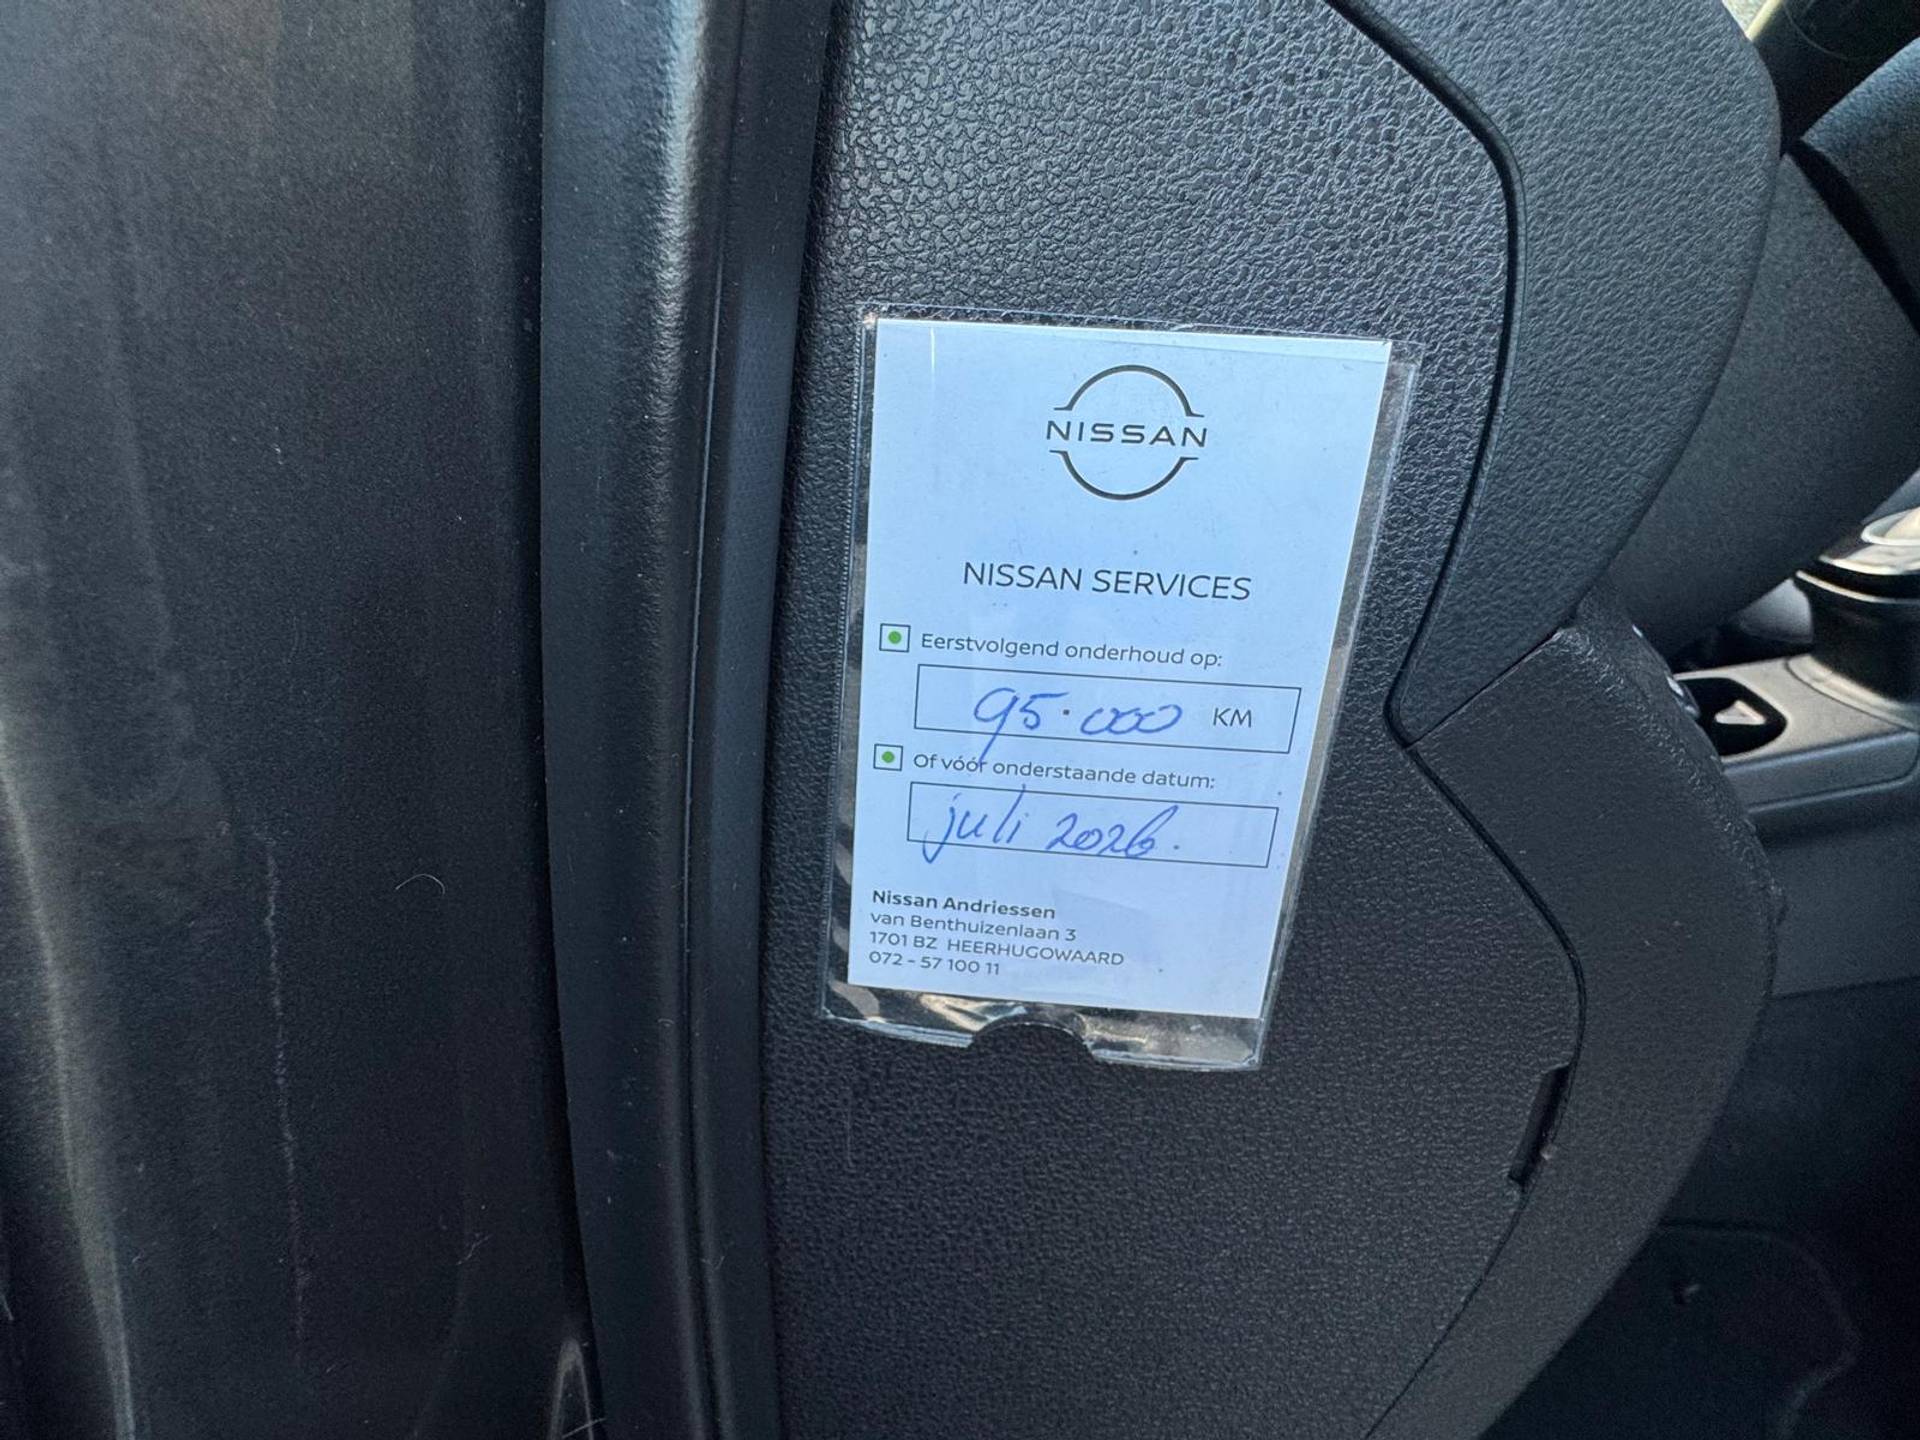 NISSAN
NISSAN SERVICES
Eerstvolgend onderhoud op:
95.000 KM
Of vóór onderstaande datum:
juli 2026.
Nissan Andriessen
van Benthuizenlaan 3
1701 BZ HEERHUGOWAARD
072 - 57 100 11